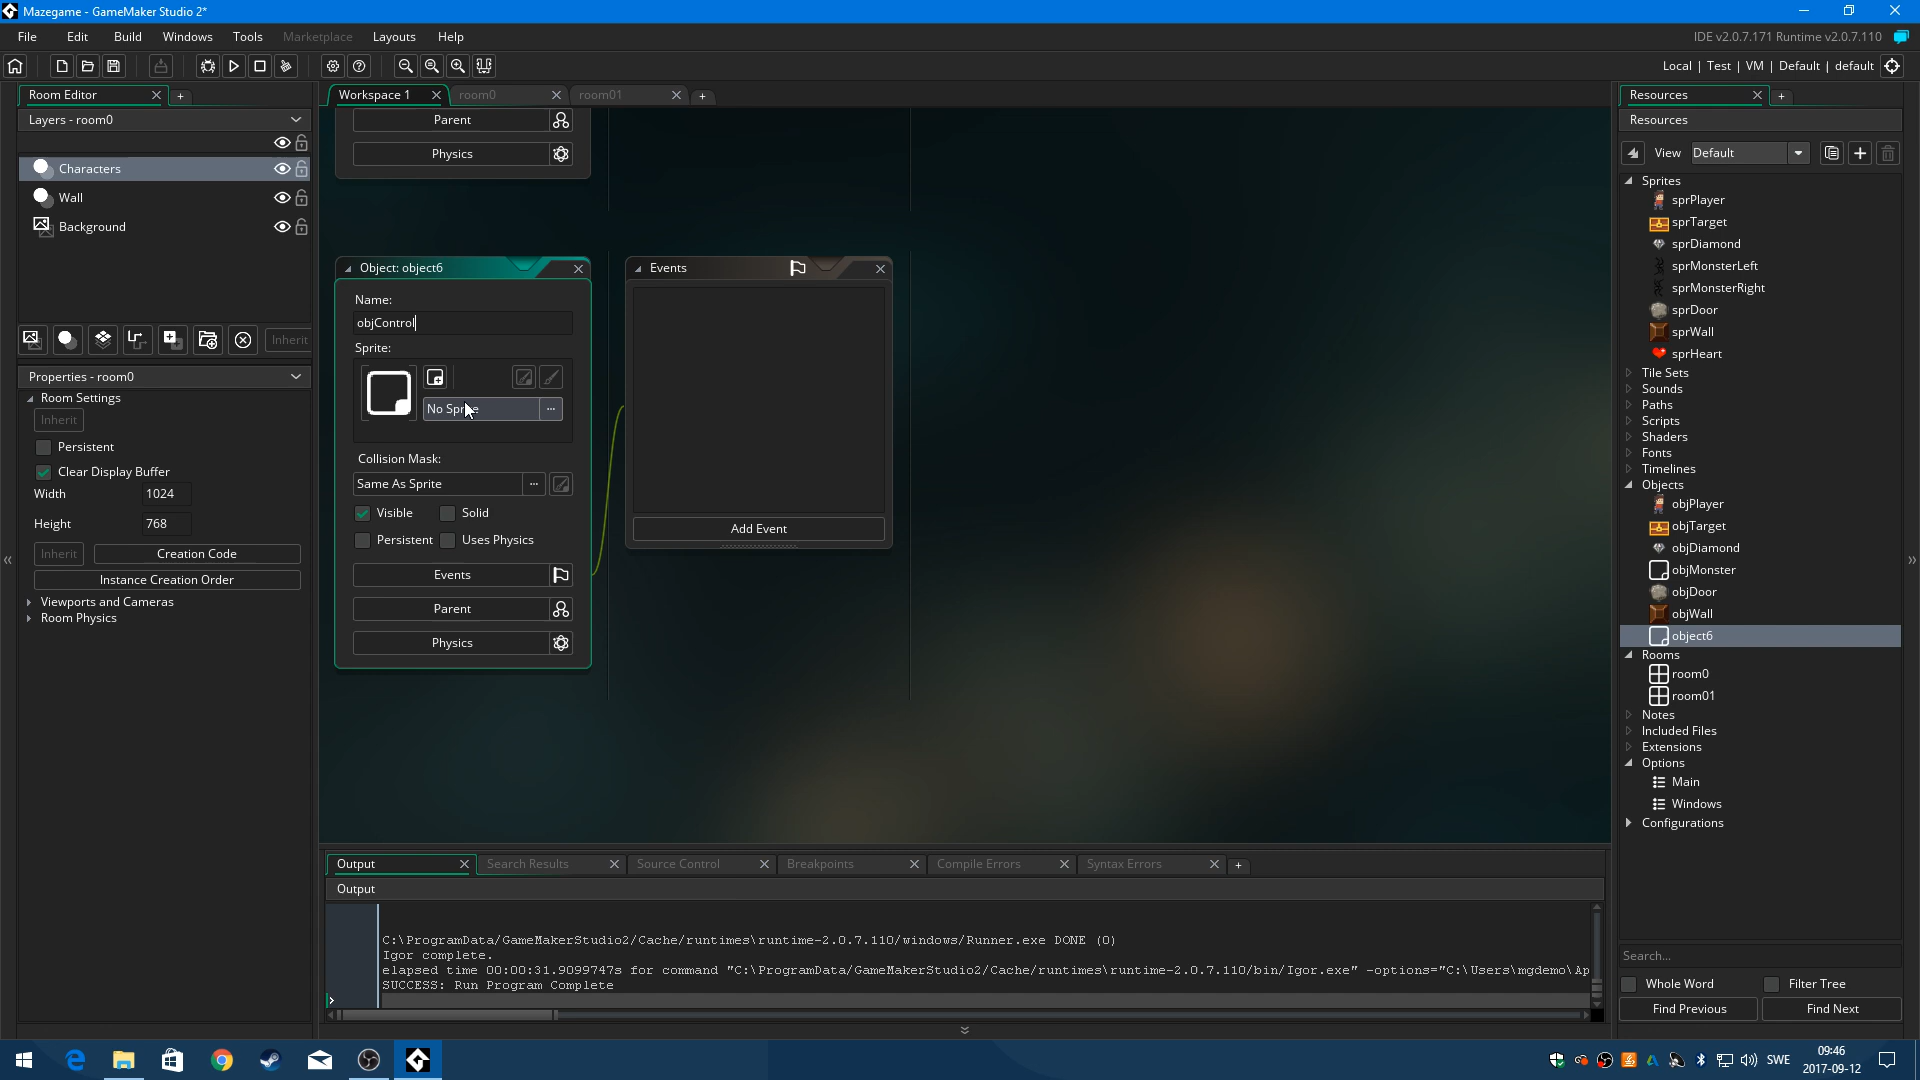 Mazegame - GameMaker Studio 2*
File Edit Build Windows Tools Marketplace Layouts Help
IDE v2.0.7.171 Runtime v2.0.7.110
Local | Test | VM | Default | default
Room Editor
Layers - room0
Characters
Wall
Background
Inherit
Properties - room0
Room Settings
Inherit
Persistent
Clear Display Buffer
Width 1024
Height 768
Inherit Creation Code
Instance Creation Order
Viewports and Cameras
Room Physics
Workspace 1 room0 room01
Parent
Physics
Object: object6
Name:
objControl
Sprite:
No Sprite
Collision Mask:
Same As Sprite
Visible Solid
Persistent Uses Physics
Events
Parent
Physics
Events
Add Event
Output Search Results Source Control Breakpoints Compile Errors Syntax Errors
Output
C:\ProgramData/GameMakerStudio2/Cache/runtimes\runtime-2.0.7.110/windows/Runner.exe DONE (0)
Igor complete.
elapsed time 00:00:31.9099747s for command "C:\ProgramData/GameMakerStudio2/Cache/runtimes\runtime-2.0.7.110/bin/Igor.exe" -options="C:\Users\mgdemo\Ap
SUCCESS: Run Program Complete
Resources
Resources
View Default
Sprites
sprPlayer
sprTarget
sprDiamond
sprMonsterLeft
sprMonsterRight
sprDoor
sprWall
sprHeart
Tile Sets
Sounds
Paths
Scripts
Shaders
Fonts
Timelines
Objects
objPlayer
objTarget
objDiamond
objMonster
objDoor
objWall
object6
Rooms
room0
room01
Notes
Included Files
Extensions
Options
Main
Windows
Configurations
Search...
Whole Word Filter Tree
Find Previous Find Next
SWE
09:46
2017-09-12